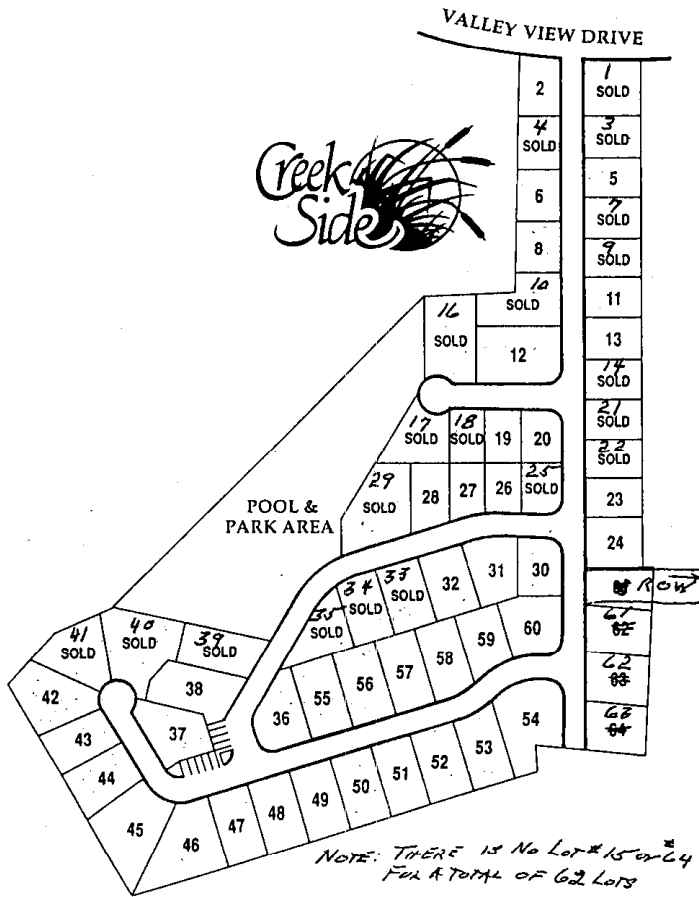 VALLEY VIEW DRIVE
Creek
Side
2
1
SOLD
4
SOLD
3
SOLD
6
5
7
SOLD
8
9
SOLD
10
SOLD
16
SOLD
11
12
13
14
SOLD
17
SOLD
18
SOLD
19
20
21
SOLD
22
SOLD
29
SOLD
28
27
26
25
SOLD
23
POOL &
PARK AREA
24
35
SOLD
34
SOLD
33
SOLD
32
31
30
ROW
61
62
41
SOLD
40
SOLD
39
SOLD
38
36
55
56
57
58
59
60
62
63
42
43
37
44
63
64
45
46
47
48
49
50
51
52
53
54
NOTE: THERE IS NO LOT # 15 OR # 64
FOR A TOTAL OF 62 LOTS